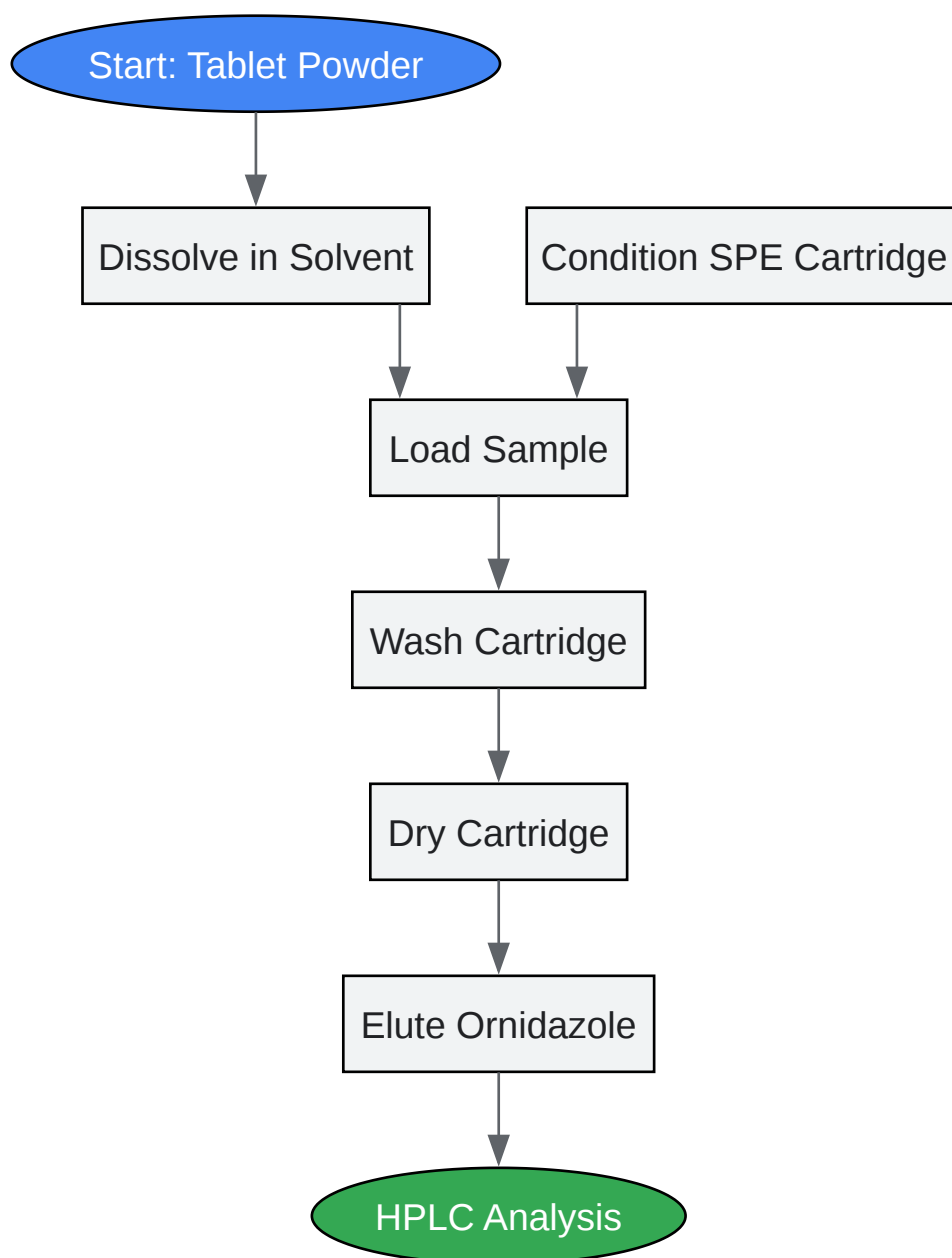 Start: Tablet Powder
Dissolve in Solvent
Condition SPE Cartridge
Load Sample
Wash Cartridge
Dry Cartridge
Elute Ornidazole
HPLC Analysis